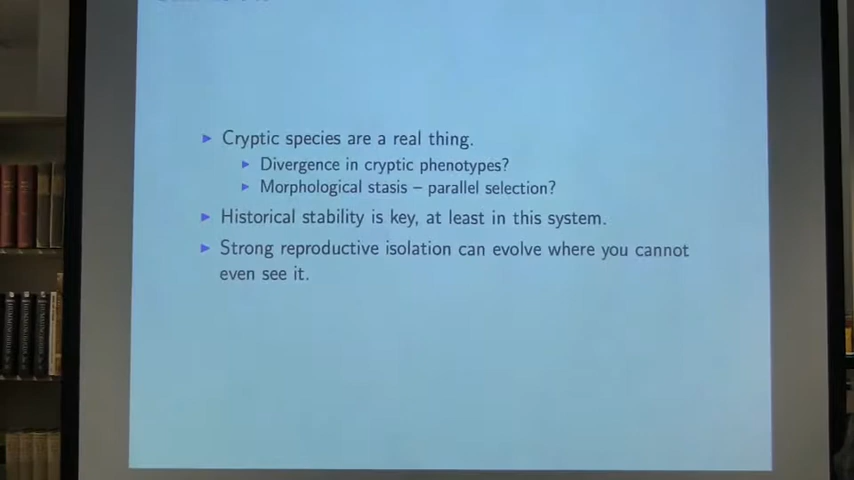 Cryptic species are a real thing.
Divergence in cryptic phenotypes?
Morphological stasis – parallel selection?
Historical stability is key, at least in this system.
Strong reproductive isolation can evolve where you cannot
even see it.